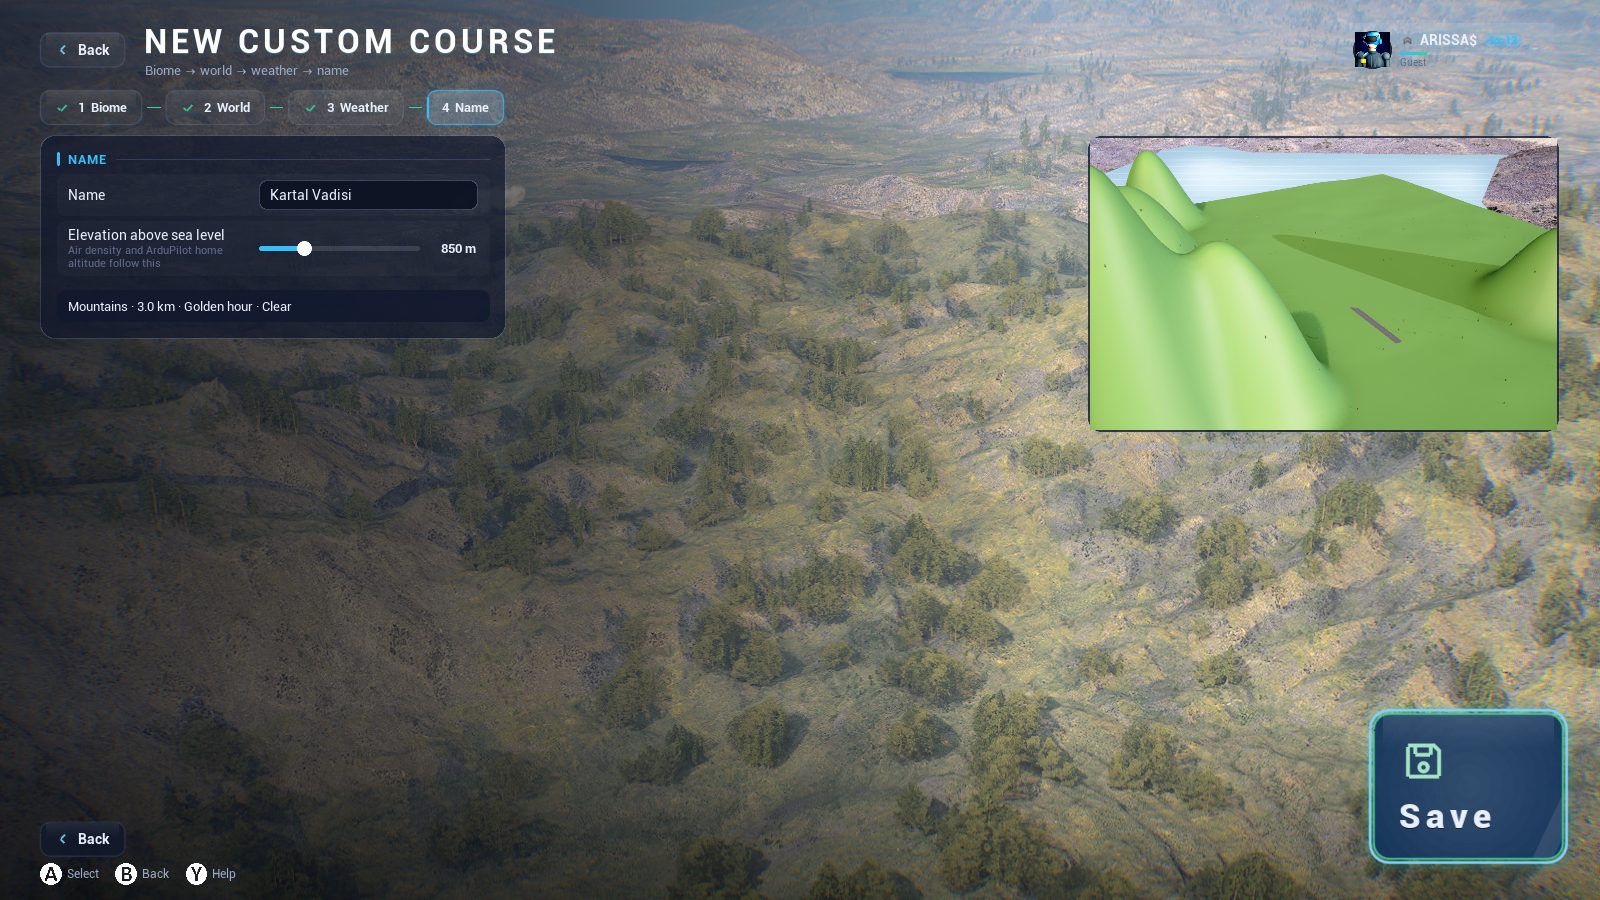 Back
NEW CUSTOM COURSE
Biome → world → weather → name
ARISSA$
Guest
1 Biome
2 World
3 Weather
4 Name
NAME
Name
Kartal Vadisi
Elevation above sea level
Air density and ArduPilot home
altitude follow this
850 m
Mountains · 3.0 km · Golden hour · Clear
Save
Back
A Select
B Back
Y Help